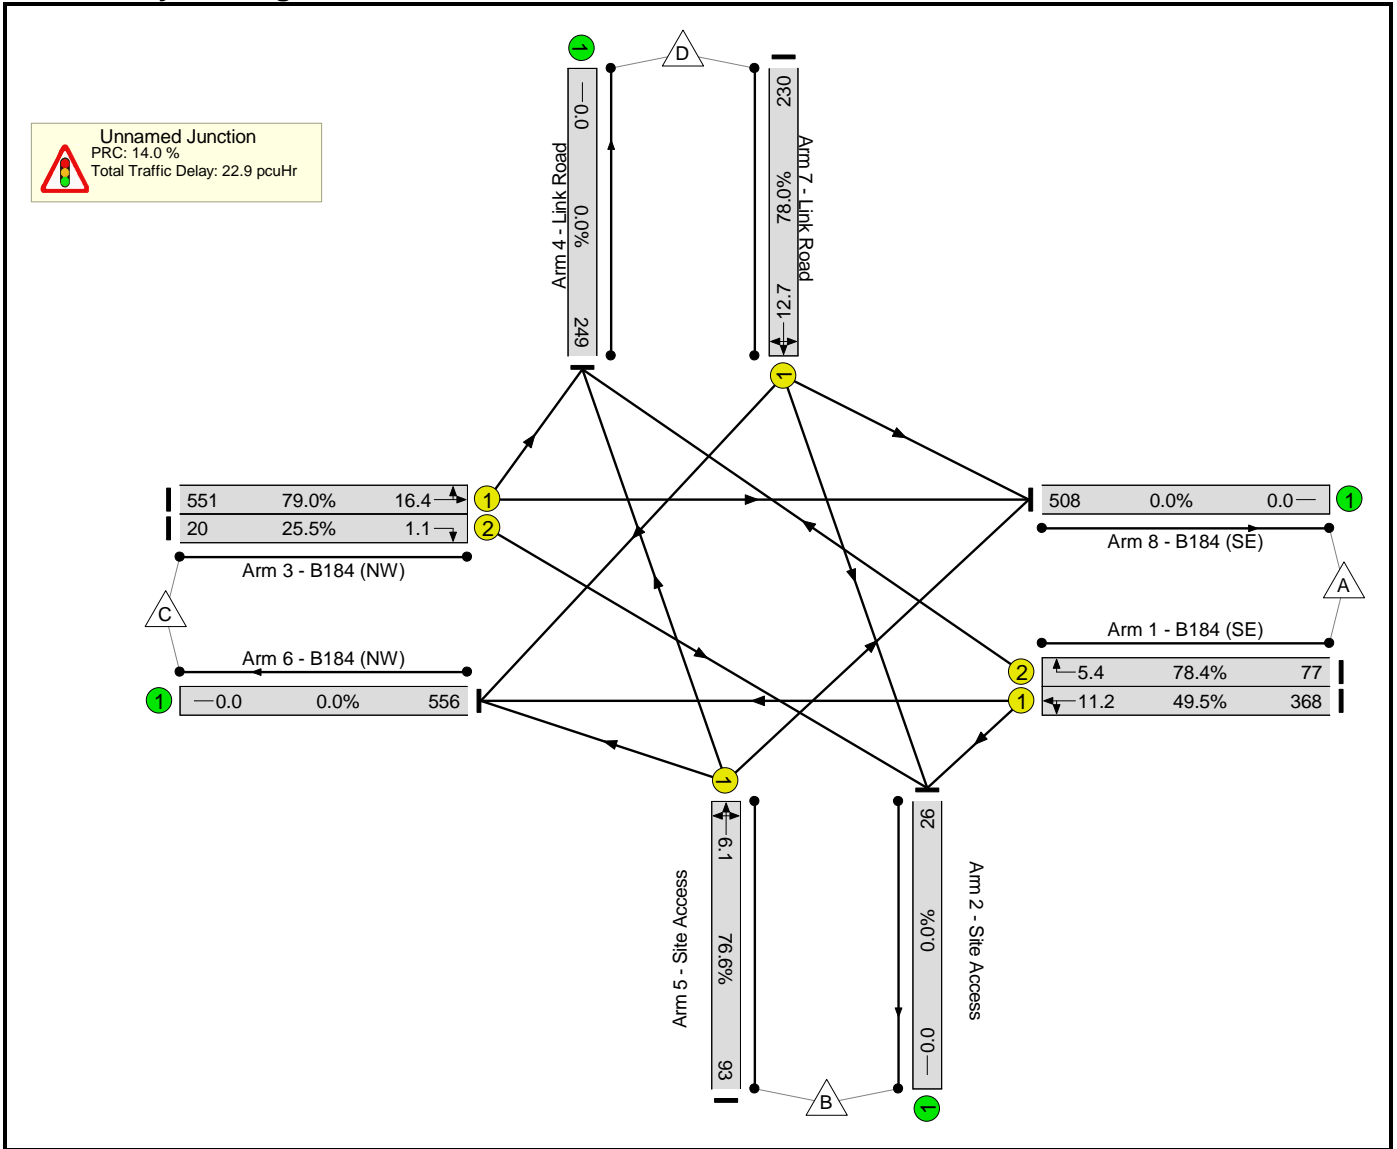 Unnamed Junction
PRC: 14.0 %
Total Traffic Delay: 22.9 pcuHr
1
D
0.0
0.0%
249
Arm 4 - Link Road
230
78.0%
12.7
Arm 7 - Link Road
1
551 79.0% 16.4
1
20 25.5% 1.1
2
Arm 3 - B184 (NW)
508 0.0% 0.0
1
Arm 8 - B184 (SE)
C
A
Arm 6 - B184 (NW)
1
0.0 0.0% 556
Arm 1 - B184 (SE)
2
5.4 78.4% 77
1
11.2 49.5% 368
1
6.1
76.6%
93
Arm 5 - Site Access
26
0.0%
0.0
Arm 2 - Site Access
B
1